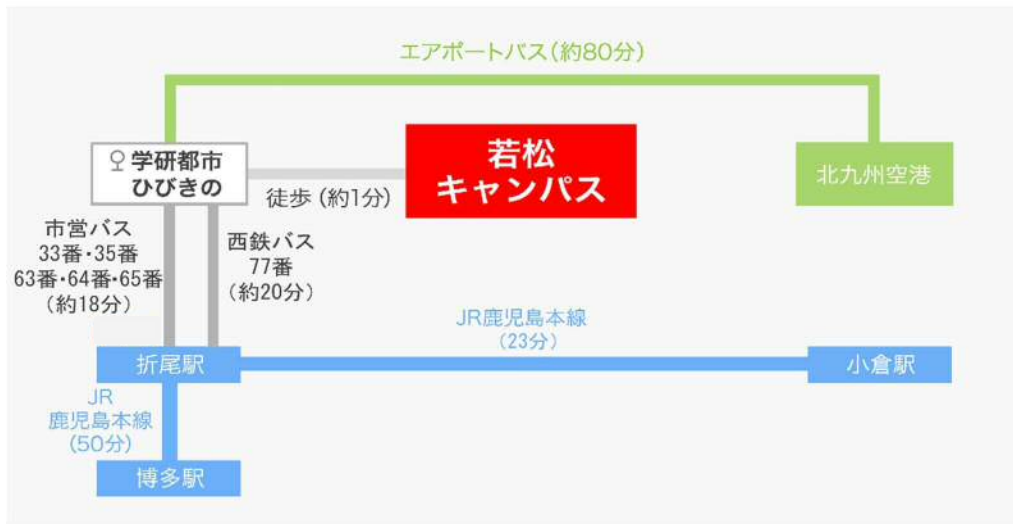 エアポートバス(約80分)
学研都市
ひびきの
徒歩 (約1分)
若松
キャンパス
北九州空港
市営バス
33番・35番
63番・64番・65番
(約18分)
西鉄バス
77番
(約20分)
JR鹿児島本線
(23分)
折尾駅
小倉駅
JR
鹿児島本線
(50分)
博多駅